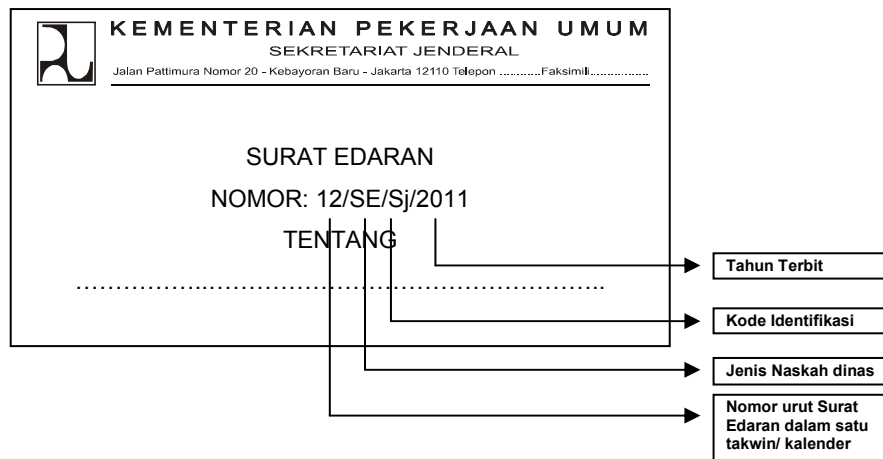 KEMENTERIAN PEKERJAAN UMUM
SEKRETARIAT JENDERAL
Jalan Pattimura Nomor 20 - Kebayoran Baru - Jakarta 12110 Telepon ............Faksimili..................
SURAT EDARAN
NOMOR: 12/SE/Sj/2011
TENTANG
……………..…………………………………………………..
Tahun Terbit
Kode Identifikasi
Jenis Naskah dinas
Nomor urut Surat
Edaran dalam satu
takwin/ kalender